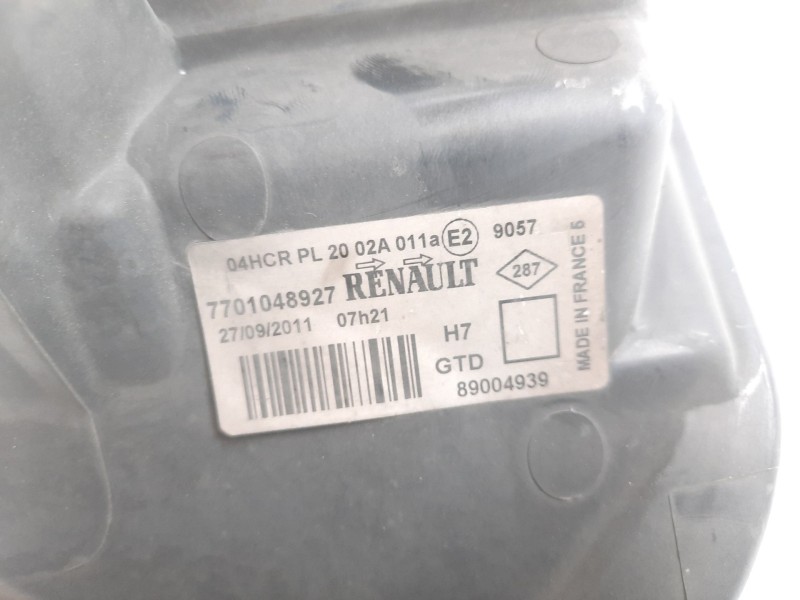 04HCR PL 20 02A 011a E2 9057
7701048927 RENAULT 287
27/09/2011 07h21
H7
GTD
89004939
MADE IN FRANCE 5